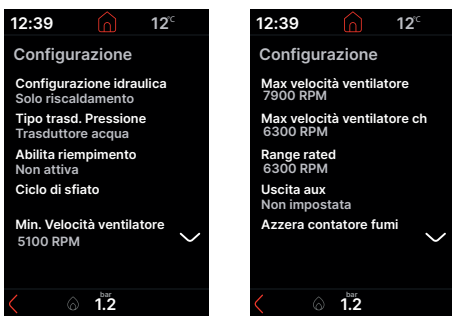 12:39
12°C
Configurazione
Configurazione idraulica
Solo riscaldamento
Tipo trasd. Pressione
Trasduttore acqua
Abilita riempimento
Non attiva
Ciclo di sfiato
Min. Velocità ventilatore
5100 RPM
bar
1.2
12:39
12°C
Configurazione
Max velocità ventilatore
7900 RPM
Max velocità ventilatore ch
6300 RPM
Range rated
6300 RPM
Uscita aux
Non impostata
Azzera contatore fumi
bar
1.2